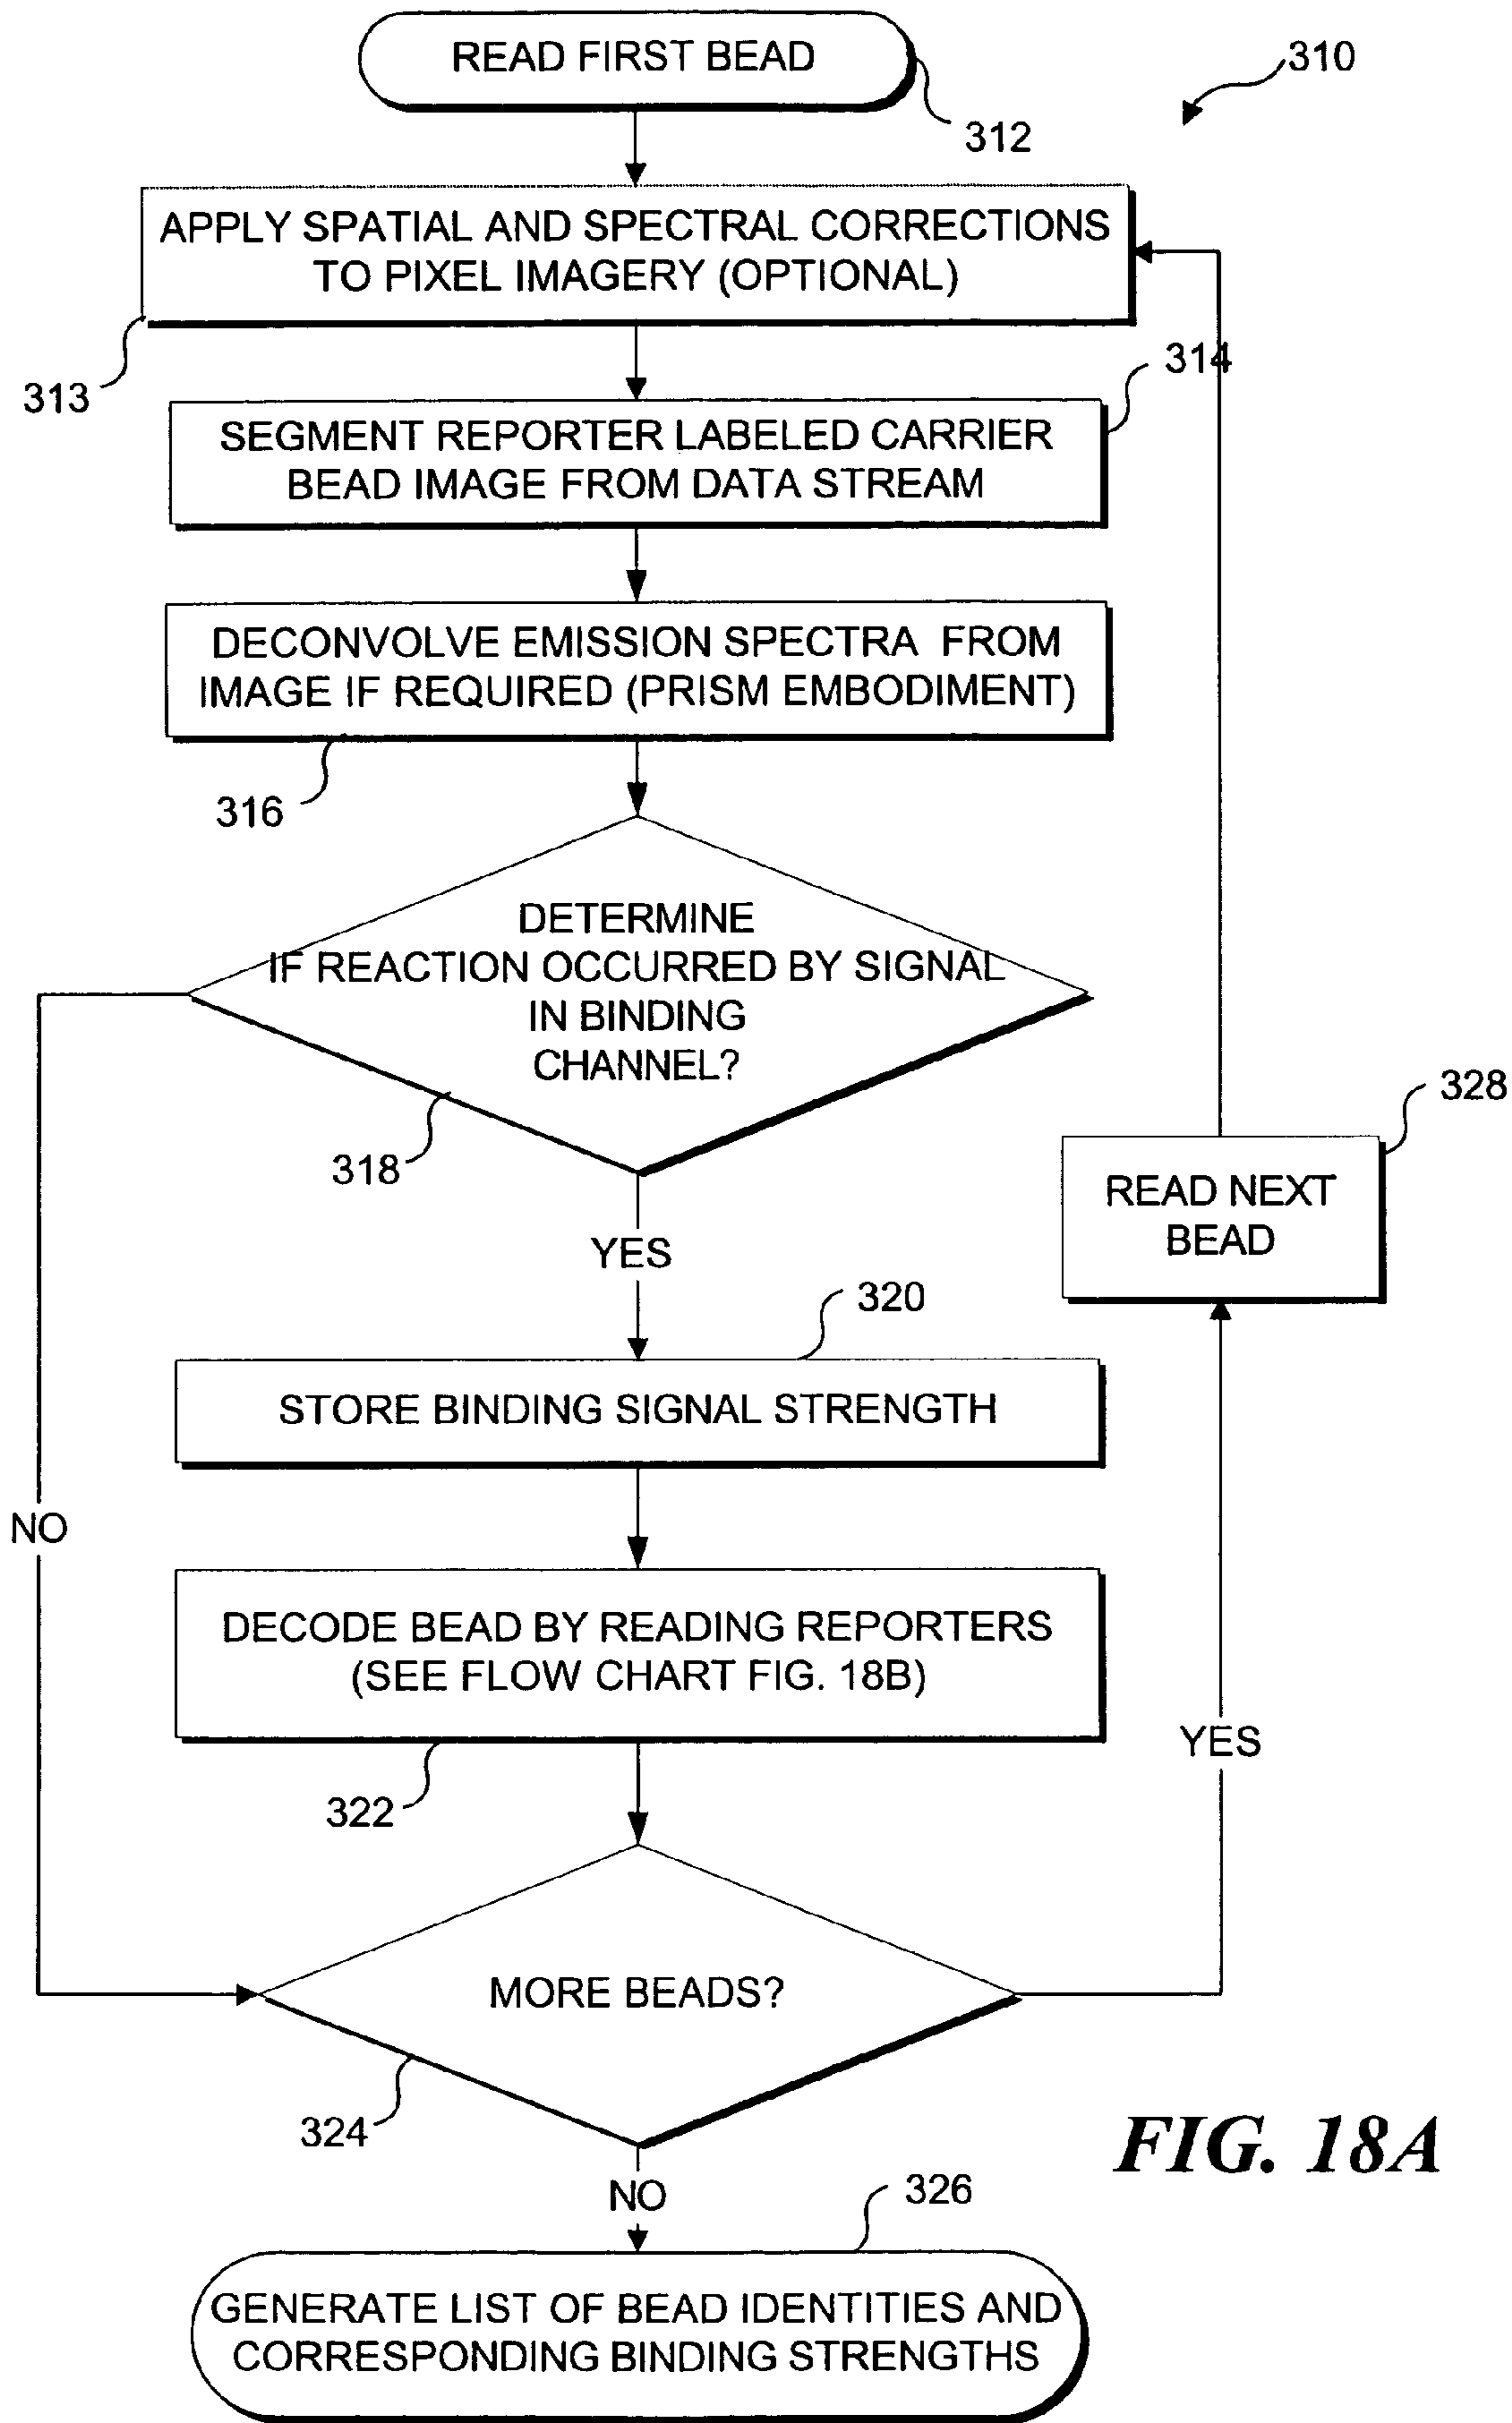 READ FIRST BEAD
310
312
APPLY SPATIAL AND SPECTRAL CORRECTIONS
TO PIXEL IMAGERY (OPTIONAL)
313
314
SEGMENT REPORTER LABELED CARRIER
BEAD IMAGE FROM DATA STREAM
DECONVOLVE EMISSION SPECTRA FROM
IMAGE IF REQUIRED (PRISM EMBODIMENT)
316
DETERMINE
IF REACTION OCCURRED BY SIGNAL
IN BINDING
CHANNEL?
318
328
READ NEXT
BEAD
YES
320
STORE BINDING SIGNAL STRENGTH
NO
DECODE BEAD BY READING REPORTERS
(SEE FLOW CHART FIG. 18B)
322
YES
MORE BEADS?
324
FIG. 18A
NO
326
GENERATE LIST OF BEAD IDENTITIES AND
CORRESPONDING BINDING STRENGTHS